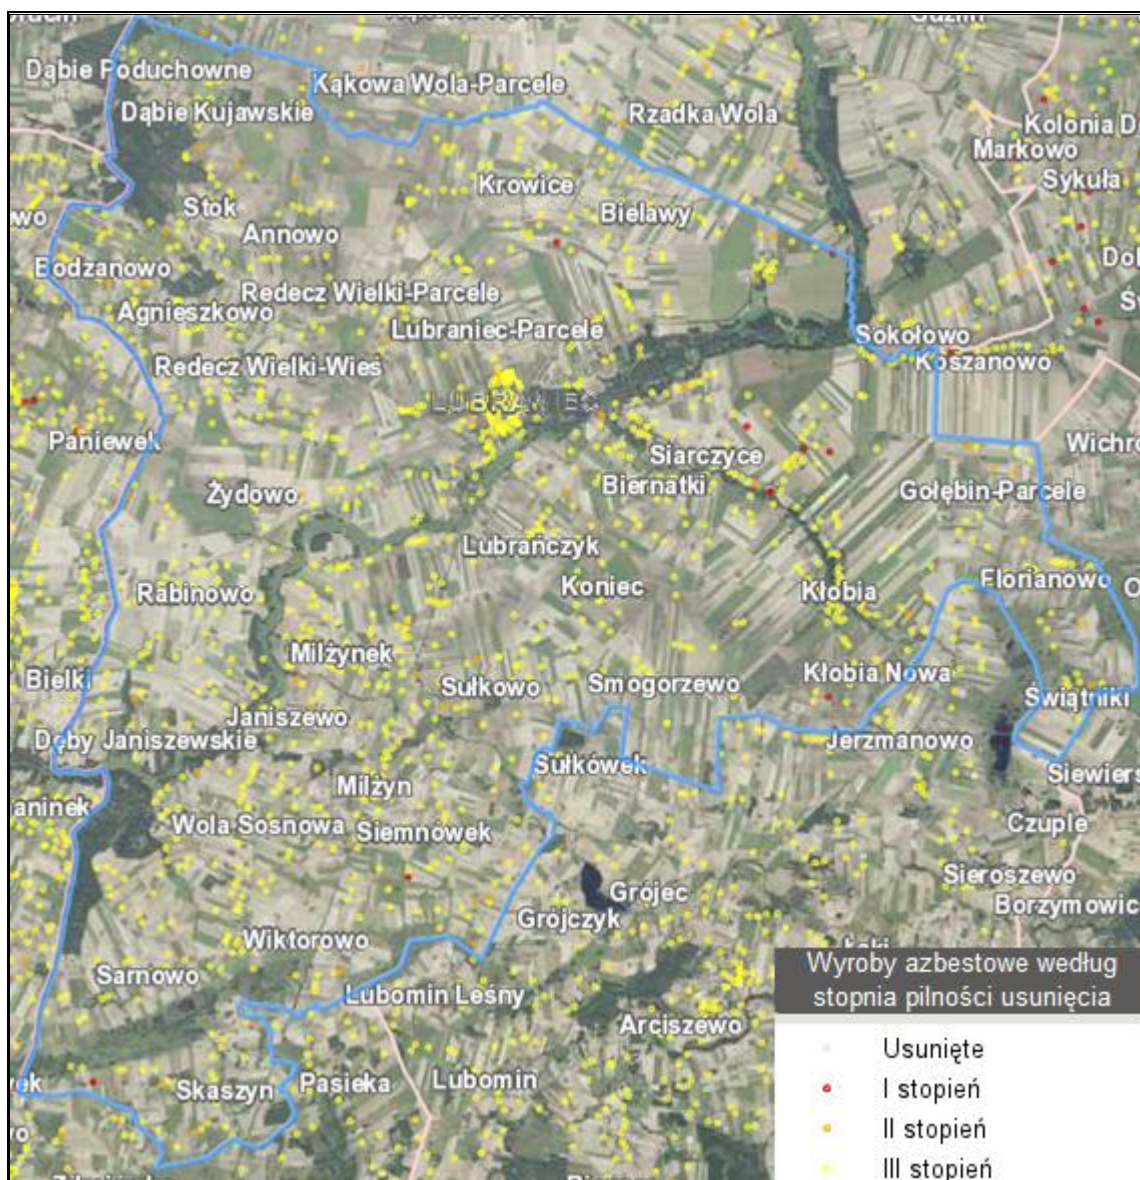 Dąbie Poduchowne
Kąkowa Wola-Parcele
Dąbie Kujawskie
Rzadka Wola
Markowo
Sykuła
Krowice
Stok
Bielawy
Annowo
Bodzanowo
Redecz Wielki-Parcele
Agnieszkowo
Lubraniec-Parcele
Sokołowo
Koszanowo
Redecz Wielki-Wieś
LUBRANIEC
Paniewek
Siarczyce
Biernatki
Gołębin-Parcele
Żydowo
Lubrańczyk
Koniec
Florianowo
Rabinowo
Kłobia
Milżynek
Kłobia Nowa
Bielki
Sułkowo
Smogorzewo
Świątniki
Janiszewo
Dęby Janiszewskie
Jerzmanowo
Sułkówek
Siewiers
Milżyn
aninek
Wola Sosnowa
Siemnówek
Czuple
Sieroszewo
Grójec
Borzymowic
Grójczyk
Wiktorowo
Wyroby azbestowe według
stopnia pilności usunięcia
Sarnowo
Lubomin Leśny
Arciszewo
Usunięte
Skaszyn
Pasieka
Lubomin
I stopień
II stopień
III stopień